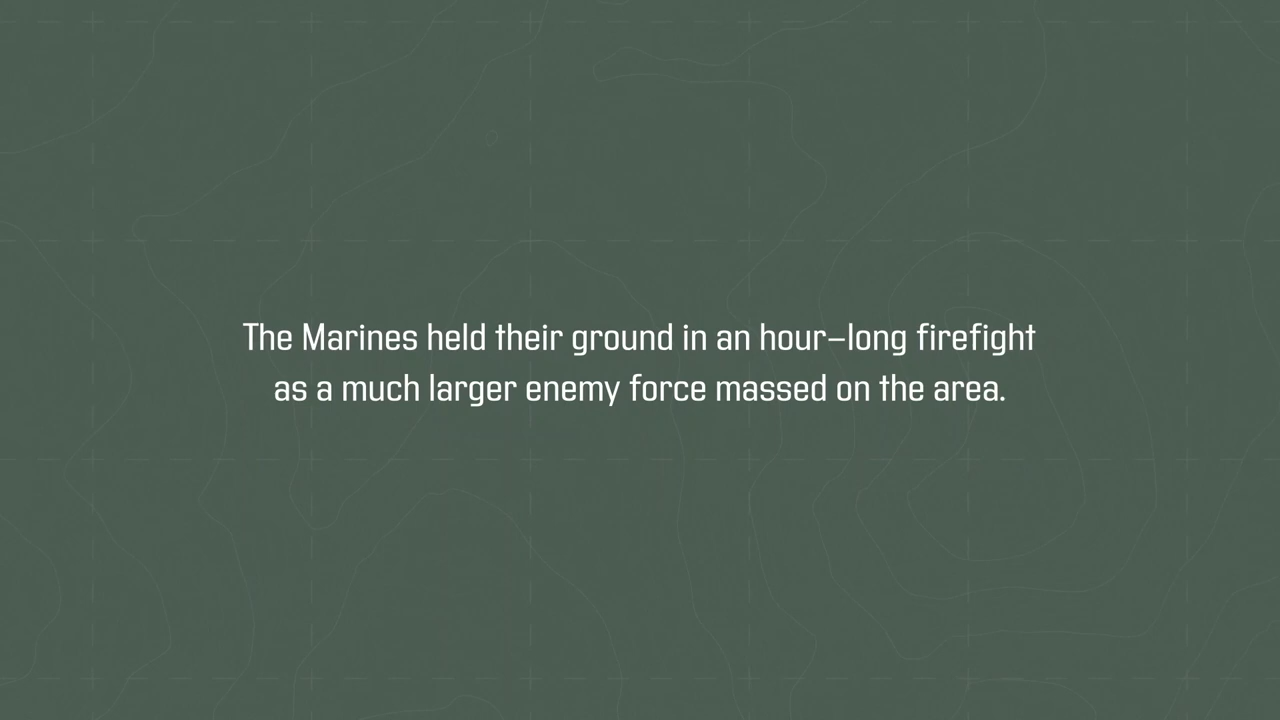 The Marines held their ground in an hour-long firefight
as a much larger enemy force massed on the area.